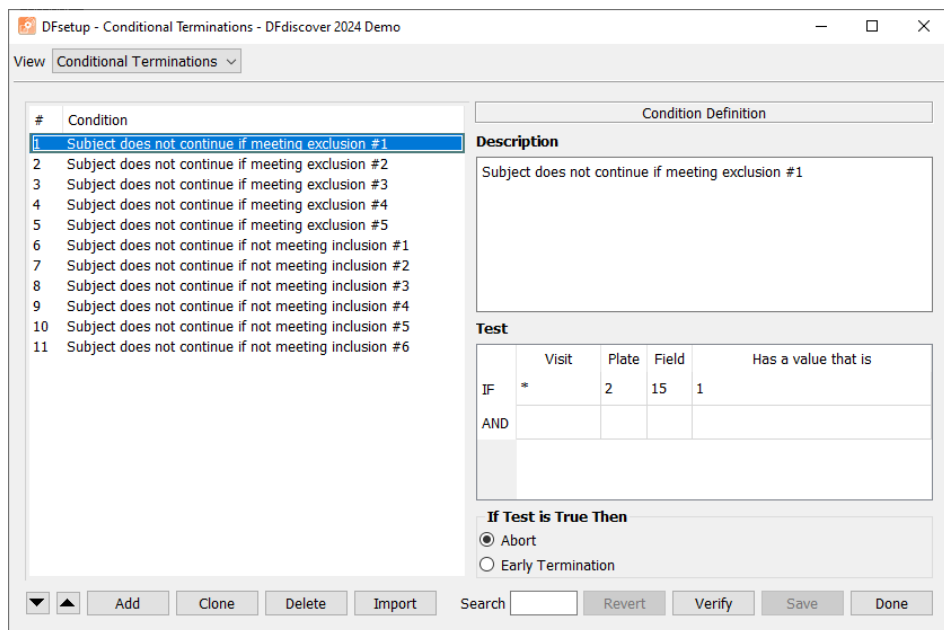 DFsetup - Conditional Terminations - DFdiscover 2024 Demo
View Conditional Terminations
# Condition
1 Subject does not continue if meeting exclusion #1
2 Subject does not continue if meeting exclusion #2
3 Subject does not continue if meeting exclusion #3
4 Subject does not continue if meeting exclusion #4
5 Subject does not continue if meeting exclusion #5
6 Subject does not continue if not meeting inclusion #1
7 Subject does not continue if not meeting inclusion #2
8 Subject does not continue if not meeting inclusion #3
9 Subject does not continue if not meeting inclusion #4
10 Subject does not continue if not meeting inclusion #5
11 Subject does not continue if not meeting inclusion #6
Condition Definition
Description
Subject does not continue if meeting exclusion #1
Test
Visit Plate Field Has a value that is
IF * 2 15 1
AND
If Test is True Then
Abort
Early Termination
Add Clone Delete Import Search Revert Verify Save Done